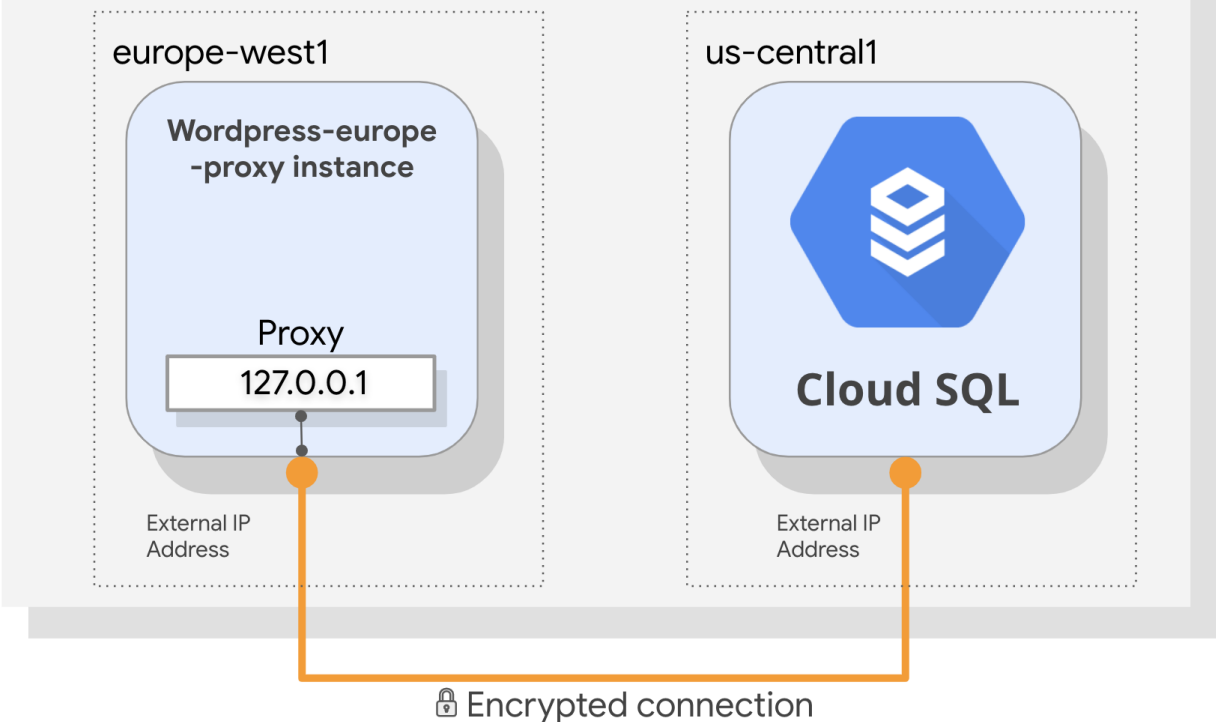 europe-west1
Wordpress-europe
-proxy instance
Proxy
127.0.0.1
External IP
Address
us-central1
Cloud SQL
External IP
Address
Encrypted connection